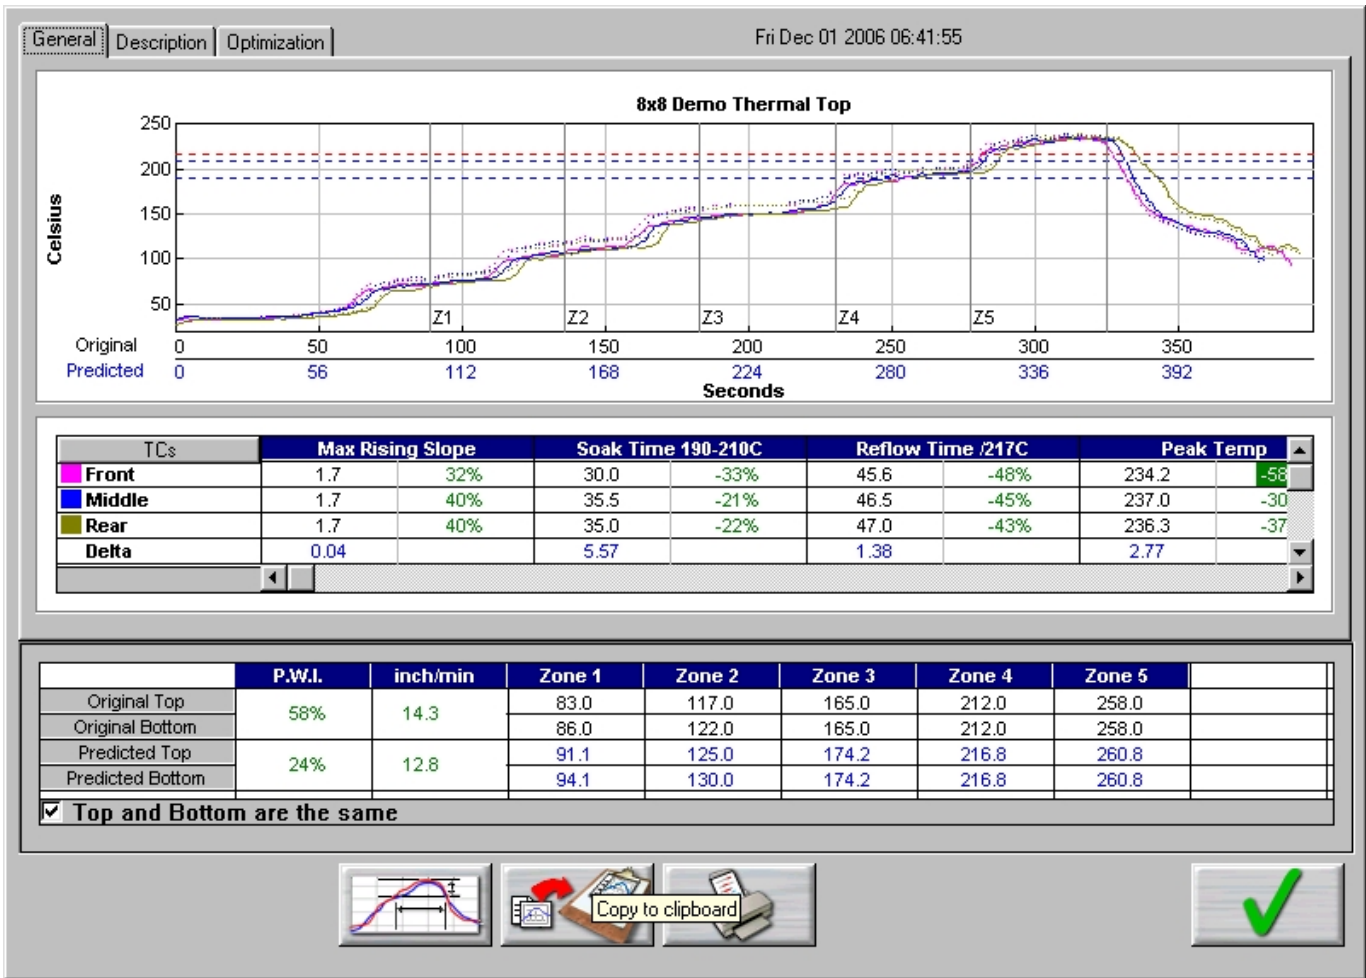 General Description Optimization Fri Dec 01 2006 06:41:55
8x8 Demo Thermal Top
250
200
150
100
50
Celsius
Z1 Z2 Z3 Z4 Z5
Original 0 50 100 150 200 250 300 350
Predicted 0 56 112 168 224 280 336 392
Seconds
TCs Max Rising Slope Soak Time 190-210C Reflow Time /217C Peak Temp
Front 1.7 32% 30.0 -33% 45.6 -48% 234.2 -58
Middle 1.7 40% 35.5 -21% 46.5 -45% 237.0 -30
Rear 1.7 40% 35.0 -22% 47.0 -43% 236.3 -37
Delta 0.04 5.57 1.38 2.77
P.W.I. inch/min Zone 1 Zone 2 Zone 3 Zone 4 Zone 5
Original Top 58% 14.3 83.0 117.0 165.0 212.0 258.0
Original Bottom 86.0 122.0 165.0 212.0 258.0
Predicted Top 24% 12.8 91.1 125.0 174.2 216.8 260.8
Predicted Bottom 94.1 130.0 174.2 216.8 260.8
Top and Bottom are the same
Copy to clipboard